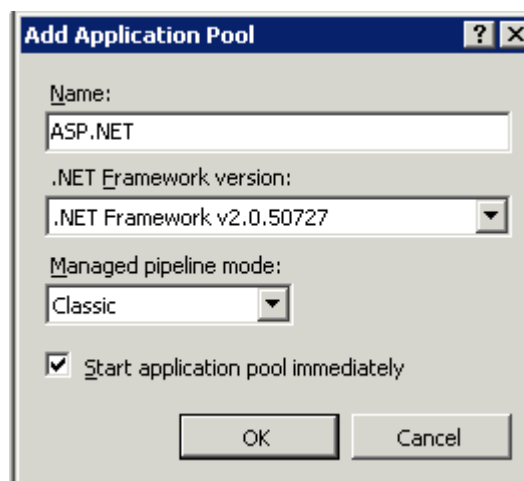 Add Application Pool
Name:
ASP.NET
.NET Framework version:
.NET Framework v2.0.50727
Managed pipeline mode:
Classic
Start application pool immediately
OK Cancel